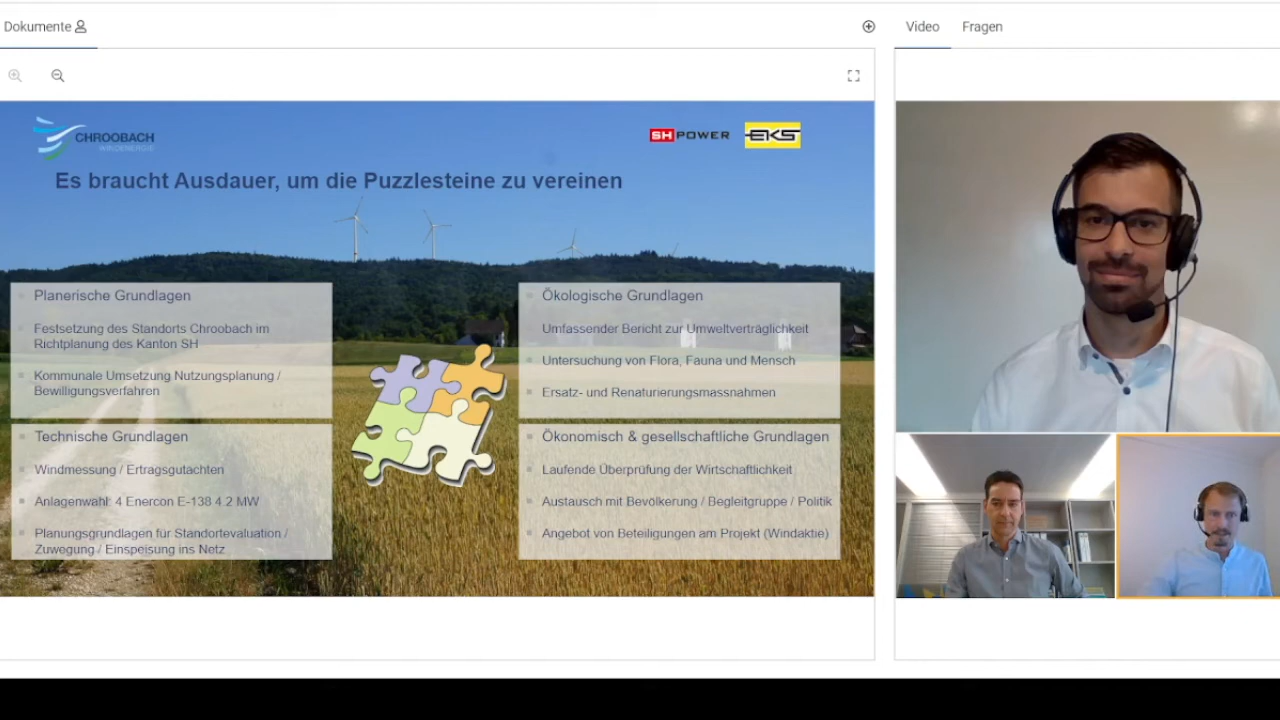 Dokumente
Video
Fragen
CHROOBACH
WINDENERGIE
SH POWER
EKS
Es braucht Ausdauer, um die Puzzlesteine zu vereinen
Planerische Grundlagen
Festsetzung des Standorts Chroobach im
Richtplanung des Kanton SH
Kommunale Umsetzung Nutzungsplanung /
Bewilligungsverfahren
Ökologische Grundlagen
Umfassender Bericht zur Umweltverträglichkeit
Untersuchung von Flora, Fauna und Mensch
Ersatz- und Renaturierungsmassnahmen
Technische Grundlagen
Windmessung / Ertragsgutachten
Anlagenwahl: 4 Enercon E-138 4.2 MW
Planungsgrundlagen für Standortevaluation /
Zuwegung / Einspeisung ins Netz
Ökonomisch & gesellschaftliche Grundlagen
Laufende Überprüfung der Wirtschaftlichkeit
Austausch mit Bevölkerung / Begleitgruppe / Politik
Angebot von Beteiligungen am Projekt (Windaktie)